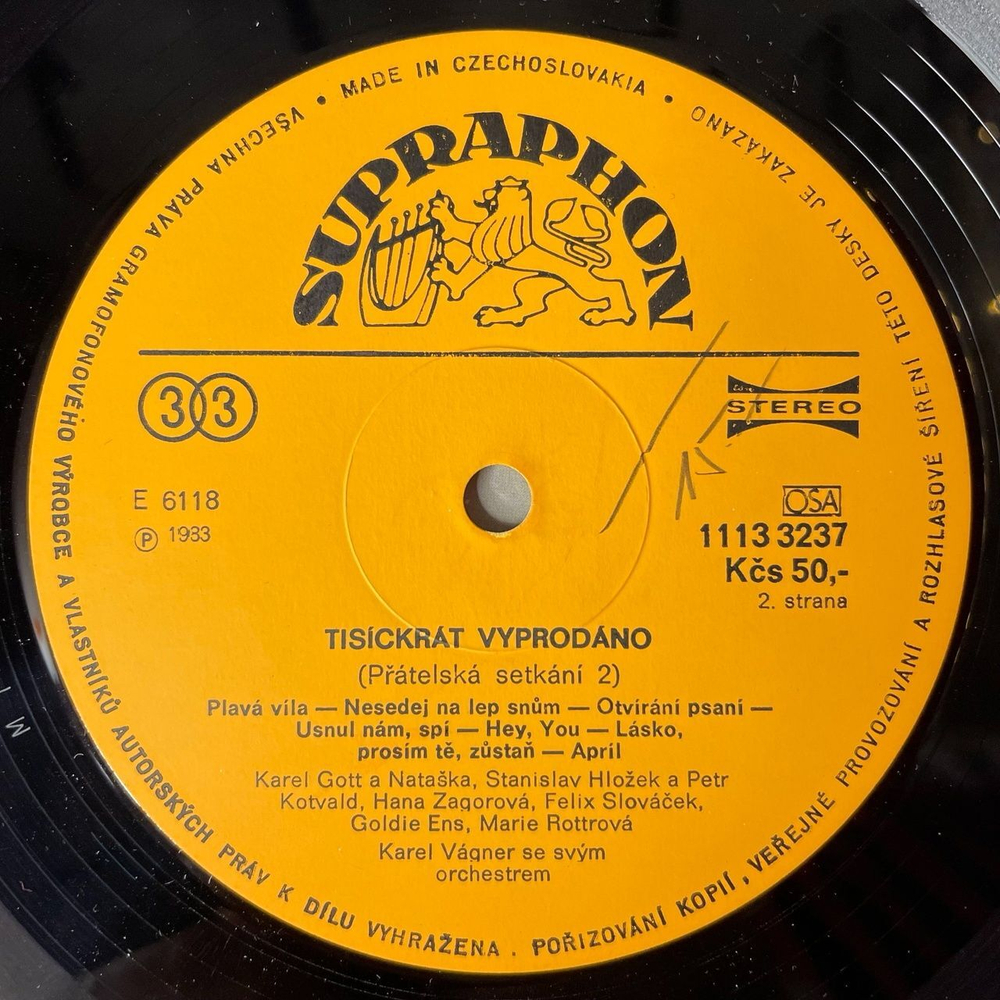 VŠECHNA PRÁVA GRAMOFONOVÉHO VÝROBCE A VLASTNÍKŮ AUTORSKÝCH PRÁV K DÍLU VYHRAŽENA . POŘIZOVÁNÍ KOPIÍ, VEŘEJNÉ PROVOZOVÁNÍ A ROZHLASOVÉ ŠÍŘENÍ TÉTO DESKY JE ZAKÁZÁNO
• MADE IN CZECHOSLOVAKIA •
SUPRAPHON
33
STEREO
E 6118
Ⓟ 1983
OSA
1113 3237
Kčs 50,-
2. strana
TISÍCKRÁT VYPRODÁNO
(Přátelská setkání 2)
Plavá víla — Nesedej na lep snům — Otvírání psaní —
Usnul nám, spí — Hey, You — Lásko,
prosím tě, zůstaň — Apríl
Karel Gott a Nataška, Stanislav Hložek a Petr
Kotvald, Hana Zagorová, Felix Slováček,
Goldie Ens, Marie Rottrová
Karel Vágner se svým
orchestrem